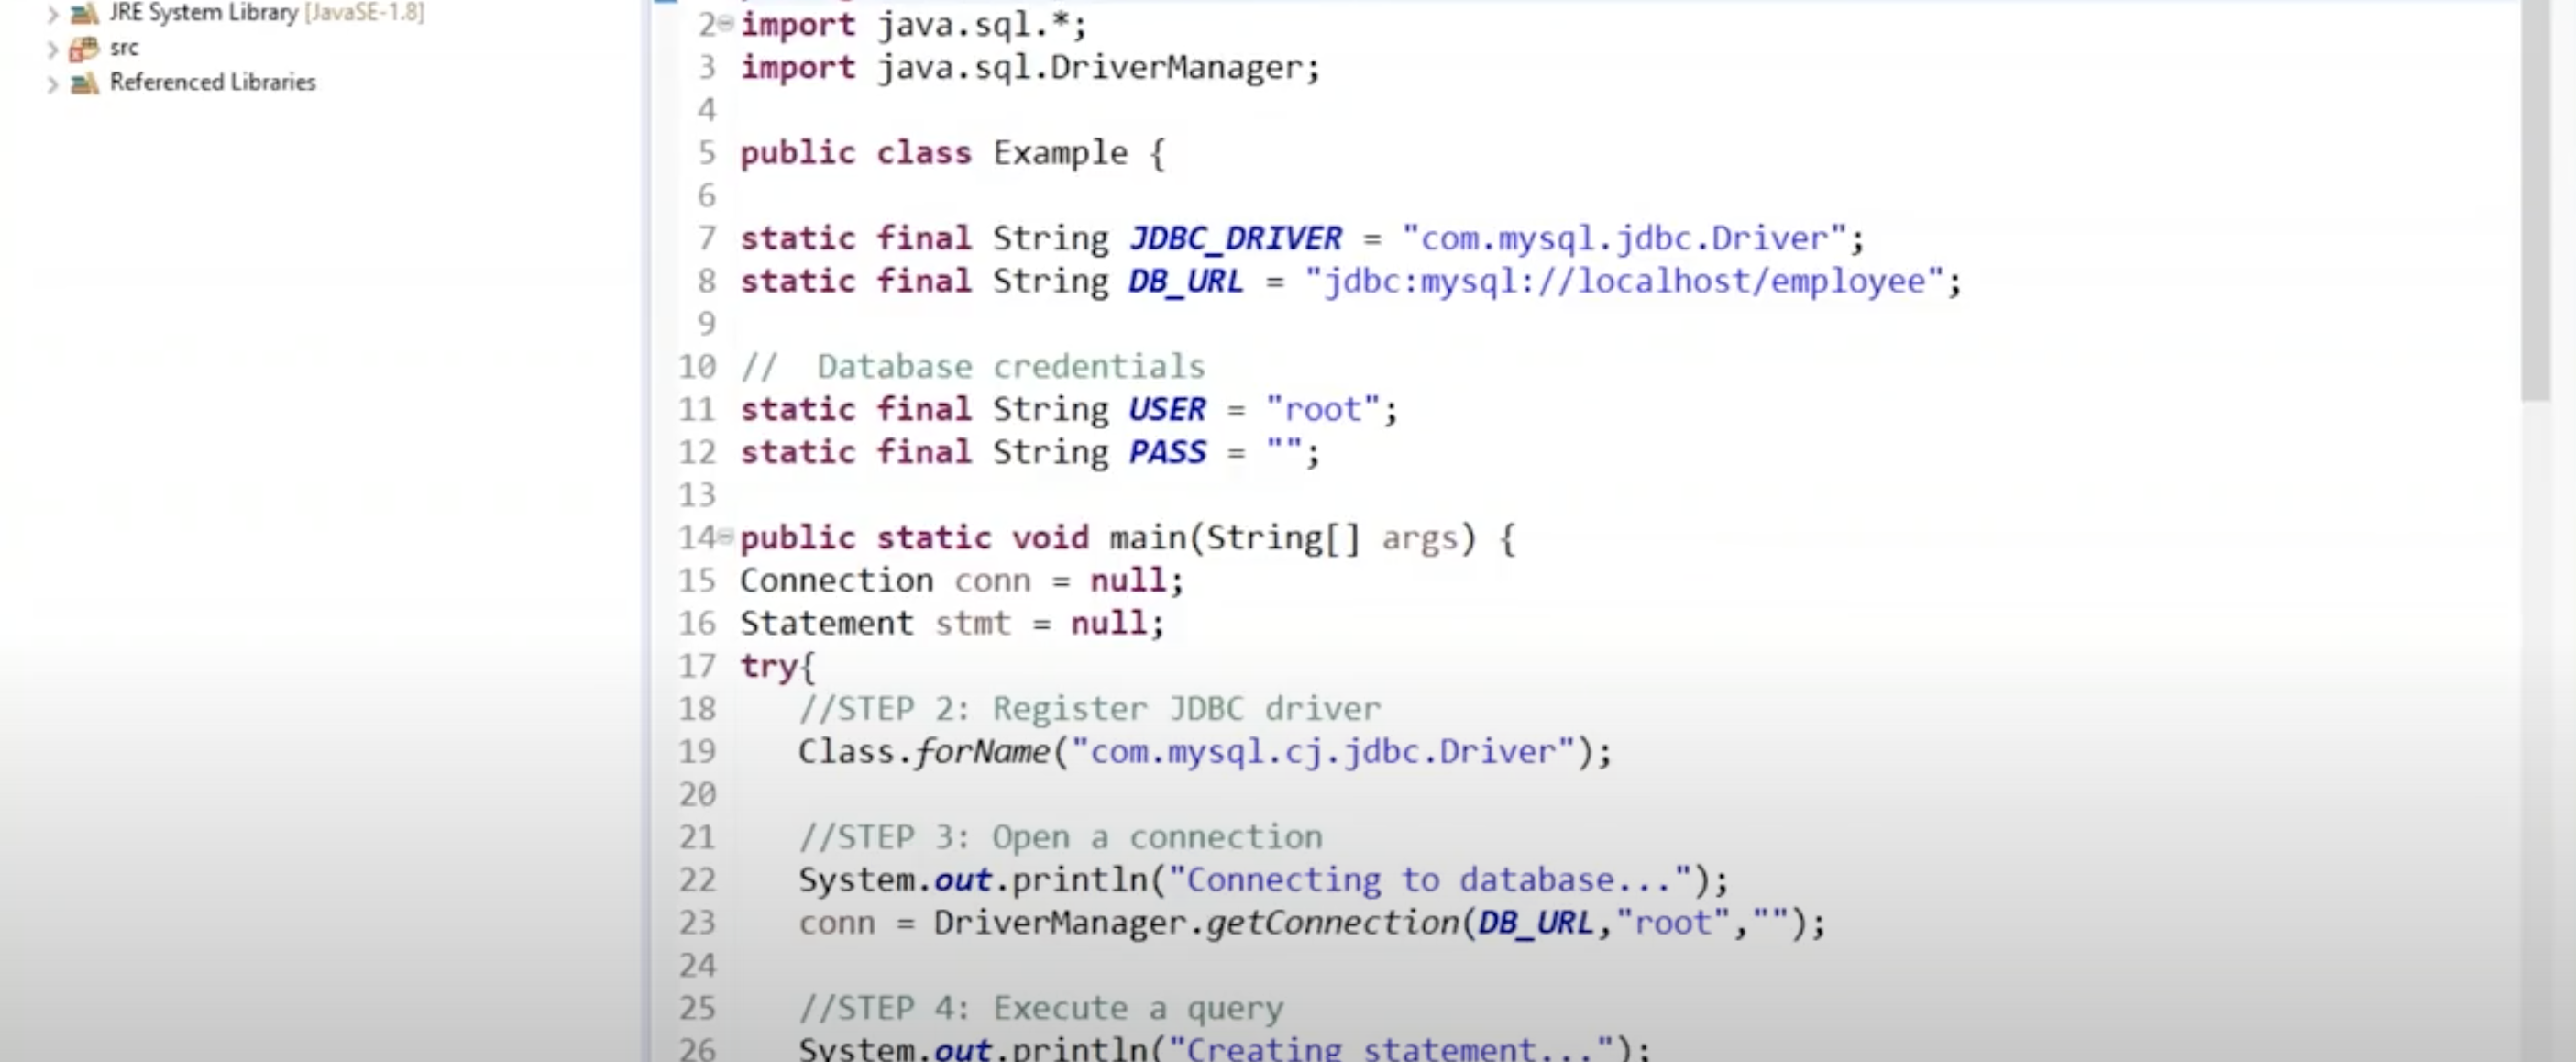 JRE System Library [JavaSE-1.8]
src
Referenced Libraries
2 import java.sql.*;
3 import java.sql.DriverManager;
4
5 public class Example {
6
7 static final String JDBC_DRIVER = "com.mysql.jdbc.Driver";
8 static final String DB_URL = "jdbc:mysql://localhost/employee";
9
10 //  Database credentials
11 static final String USER = "root";
12 static final String PASS = "";
13
14 public static void main(String[] args) {
15 Connection conn = null;
16 Statement stmt = null;
17 try{
18    //STEP 2: Register JDBC driver
19    Class.forName("com.mysql.cj.jdbc.Driver");
20
21    //STEP 3: Open a connection
22    System.out.println("Connecting to database...");
23    conn = DriverManager.getConnection(DB_URL,"root","");
24
25    //STEP 4: Execute a query
26    System.out.println("Creating statement...");